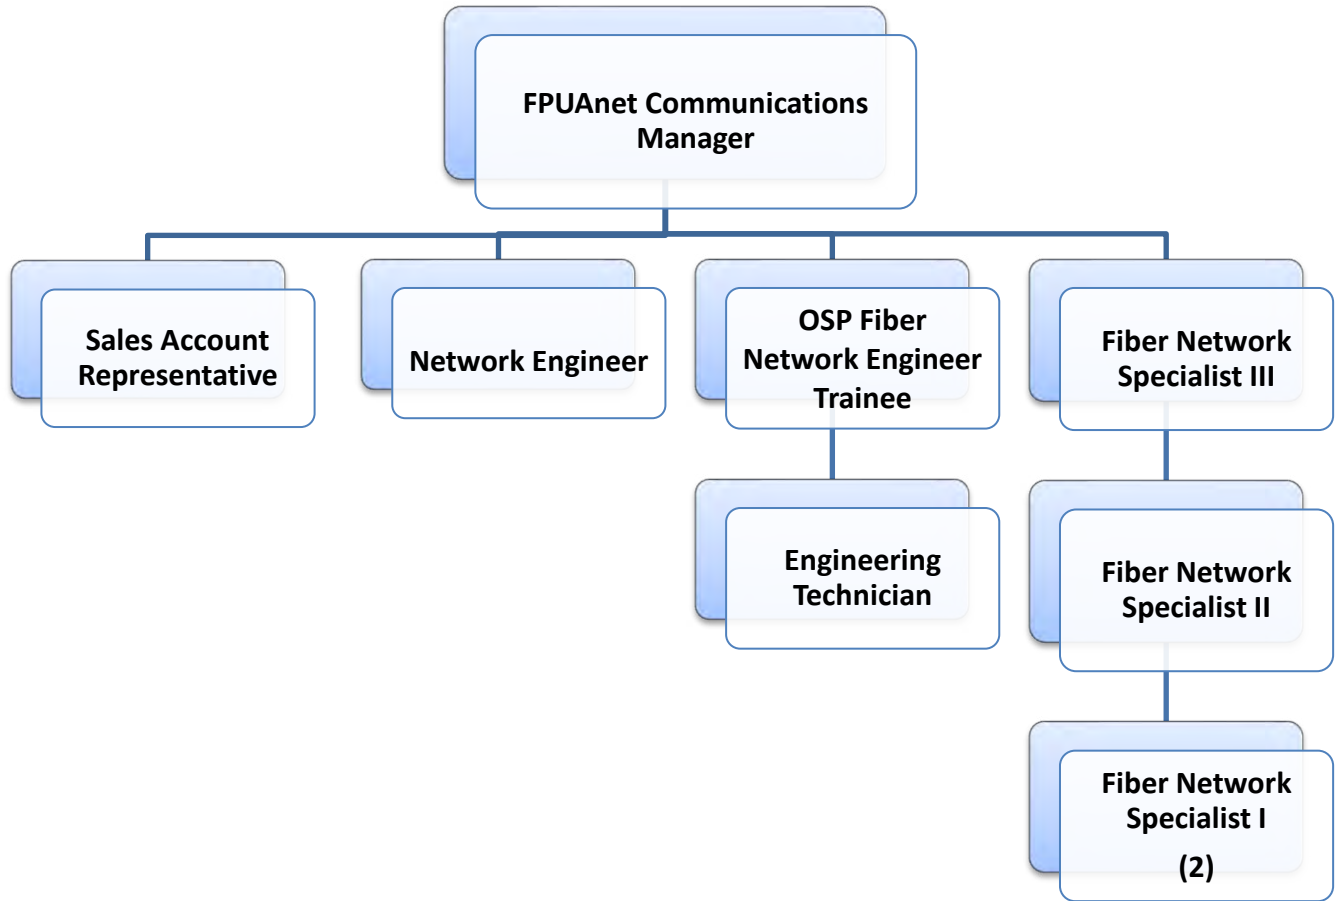 FPUAnet Communications
Manager
Sales Account
Representative
Network Engineer
OSP Fiber
Network Engineer
Trainee
Fiber Network
Specialist III
Engineering
Technician
Fiber Network
Specialist II
Fiber Network
Specialist I
(2)